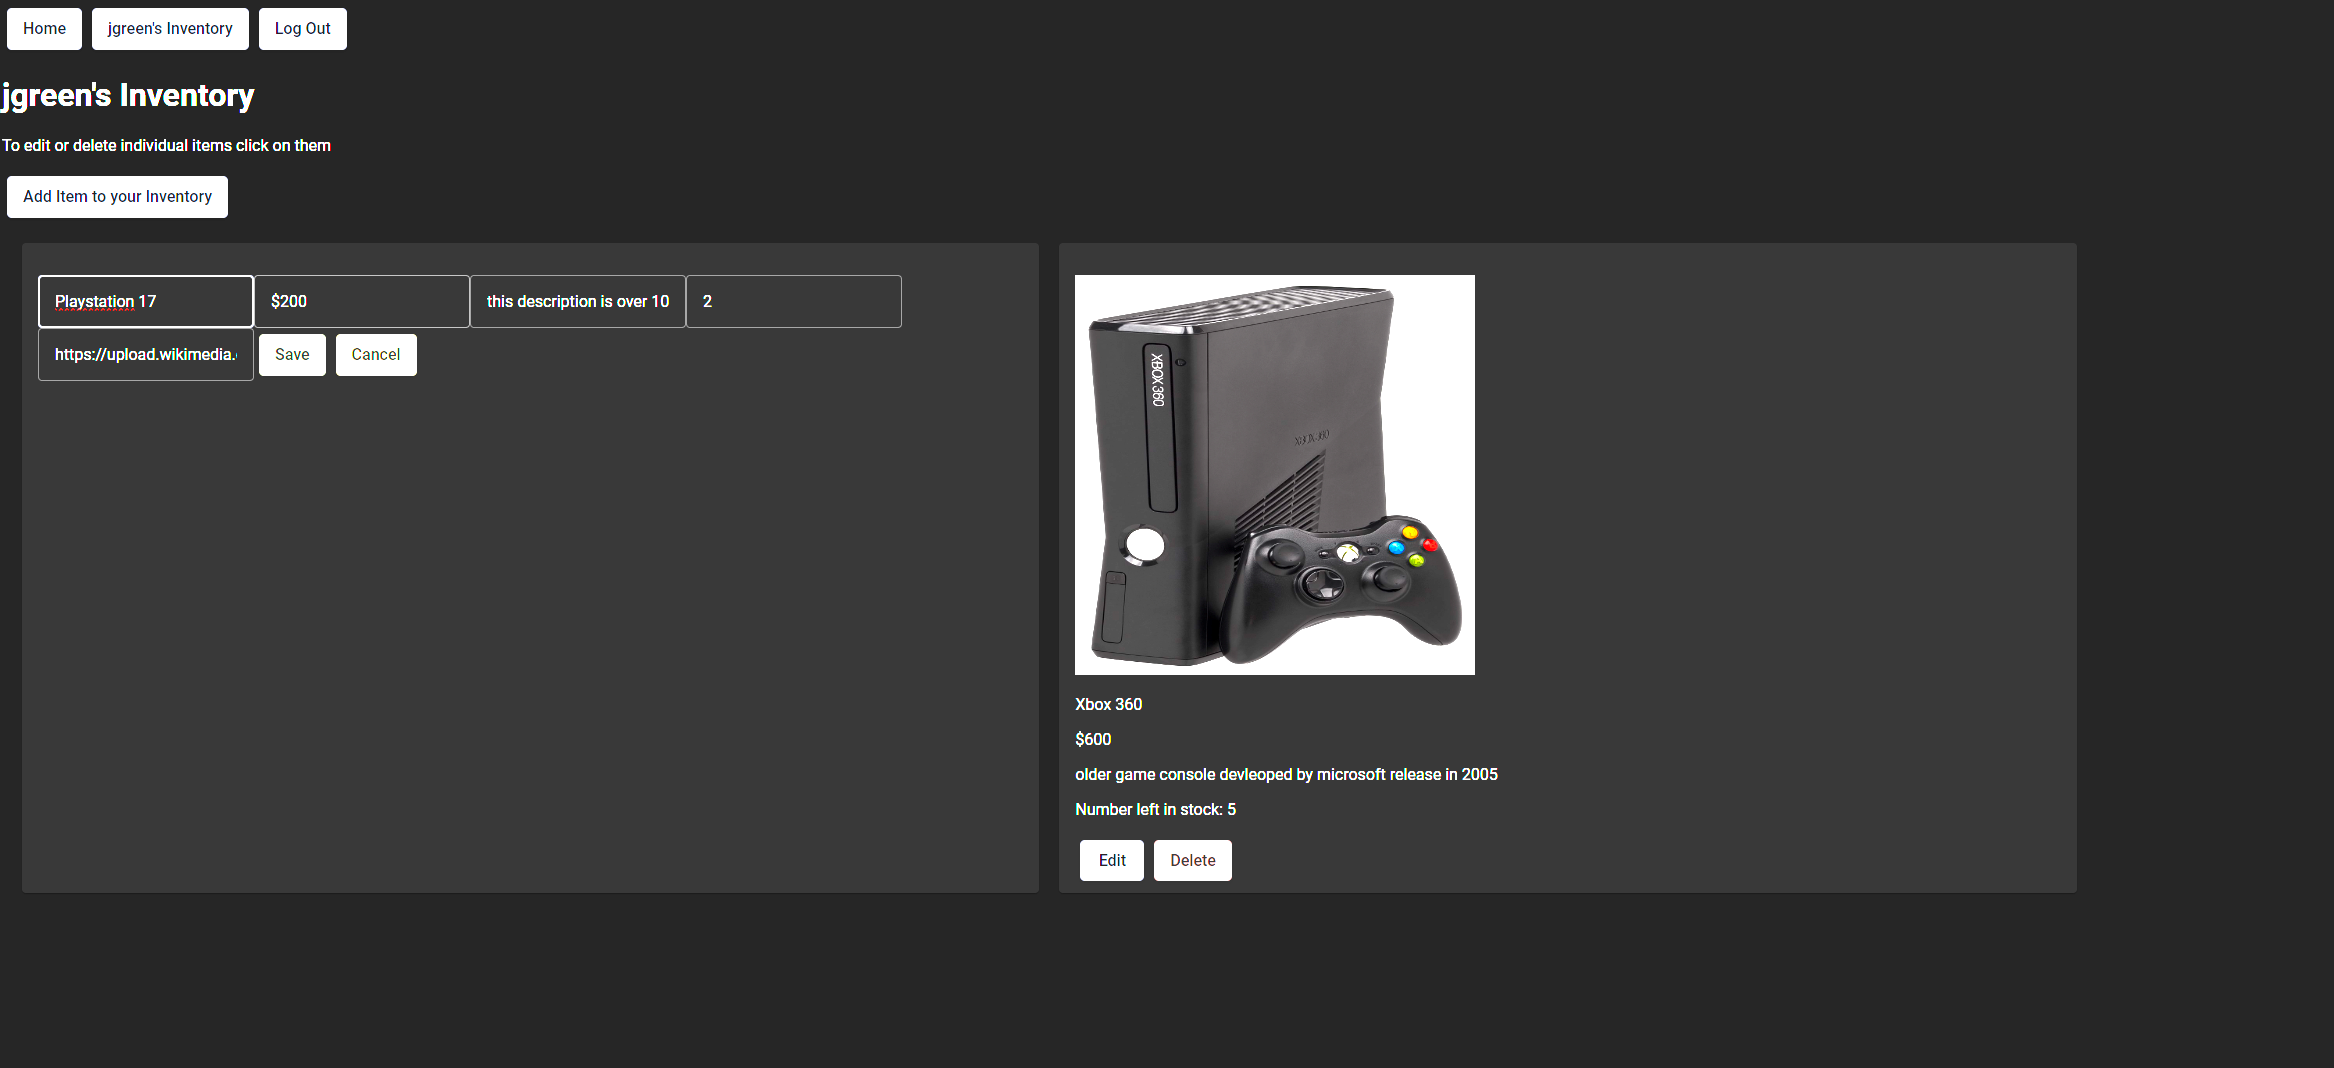 Home jgreen's Inventory Log Out
jgreen's Inventory
To edit or delete individual items click on them
Add Item to your Inventory
Playstation 17 $200 this description is over 10 2
https://upload.wikimedia. Save Cancel
XBOX 360
XBOX 360
Xbox 360
$600
older game console devleoped by microsoft release in 2005
Number left in stock: 5
Edit Delete